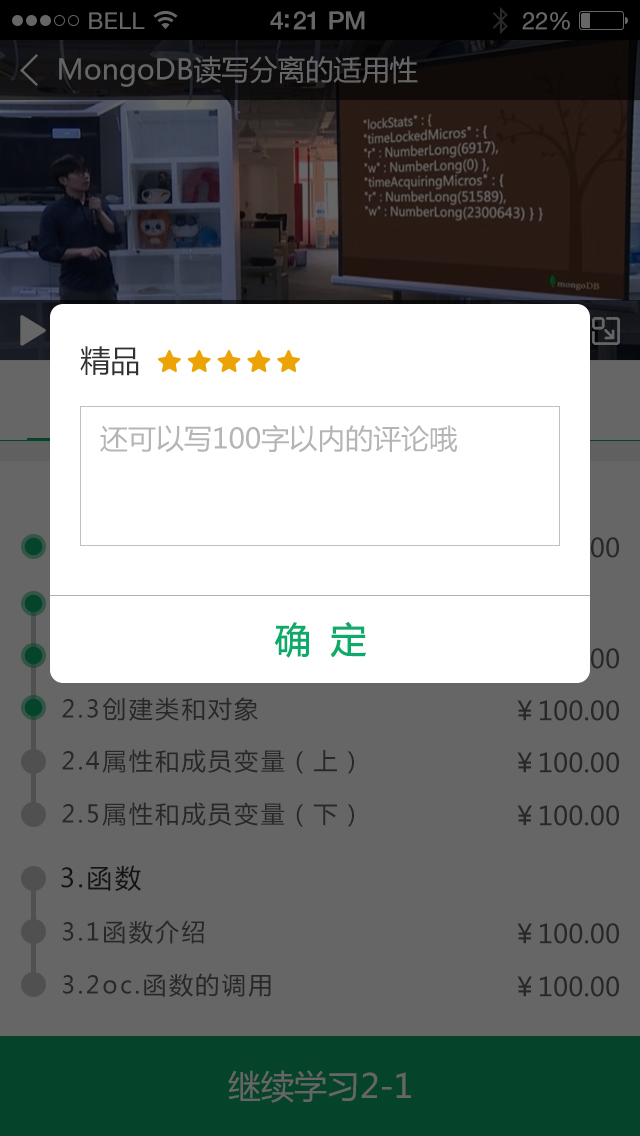 BELL 4:21 PM 22%
MongoDB读写分离的适用性
"lockStats" : {
"timeLockedMicros" : {
"r" : NumberLong(6917),
"w" : NumberLong(0) },
"timeAcquiringMicros" : {
"r" : NumberLong(51589),
"w" : NumberLong(2300643) } }
mongoDB
精品
还可以写100字以内的评论哦
00
确 定
00
2.3创建类和对象 ¥100.00
2.4属性和成员变量（上） ¥100.00
2.5属性和成员变量（下） ¥100.00
3.函数
3.1函数介绍 ¥100.00
3.2oc.函数的调用 ¥100.00
继续学习2-1